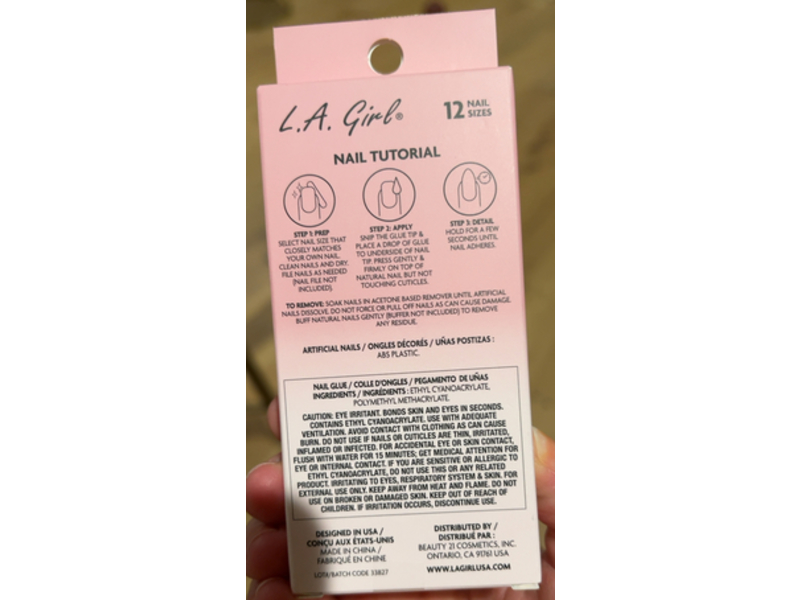 L.A. Girl®
12 NAIL
SIZES
NAIL TUTORIAL
STEP 1: PREP
SELECT NAIL SIZE THAT
CLOSELY MATCHES
YOUR OWN NAIL.
CLEAN NAILS AND DRY.
FILE NAILS AS NEEDED
(NAIL FILE NOT
INCLUDED).
STEP 2: APPLY
SNIP THE GLUE TIP &
PLACE A DROP OF GLUE
TO UNDERSIDE OF NAIL
TIP. PRESS GENTLY &
FIRMLY ON TOP OF
NATURAL NAIL BUT NOT
TOUCHING CUTICLES.
STEP 3: DETAIL
HOLD FOR A FEW
SECONDS UNTIL
NAIL ADHERES.
TO REMOVE: SOAK NAILS IN ACETONE BASED REMOVER UNTIL ARTIFICIAL
NAILS DISSOLVE. DO NOT FORCE OR PULL OFF NAILS AS CAN CAUSE DAMAGE.
BUFF NATURAL NAILS GENTLY (BUFFER NOT INCLUDED) TO REMOVE
ANY RESIDUE.
ARTIFICIAL NAILS / ONGLES DÉCORÉS / UÑAS POSTIZAS :
ABS PLASTIC.
NAIL GLUE / COLLE D'ONGLES / PEGAMENTO DE UÑAS
INGREDIENTS / INGRÉDIENTS : ETHYL CYANOACRYLATE,
POLYMETHYL METHACRYLATE.
CAUTION: EYE IRRITANT. BONDS SKIN AND EYES IN SECONDS.
CONTAINS ETHYL CYANOACRYLATE. USE WITH ADEQUATE
VENTILATION. AVOID CONTACT WITH CLOTHING AS CAN CAUSE
BURN. DO NOT USE IF NAILS OR CUTICLES ARE THIN, IRRITATED,
INFLAMED OR INFECTED. FOR ACCIDENTAL EYE OR SKIN CONTACT,
FLUSH WITH WATER FOR 15 MINUTES; GET MEDICAL ATTENTION FOR
EYE OR INTERNAL CONTACT. IF YOU ARE SENSITIVE OR ALLERGIC TO
ETHYL CYANOACRYLATE, DO NOT USE THIS OR ANY RELATED
PRODUCT. IRRITATING TO EYES, RESPIRATORY SYSTEM & SKIN. FOR
EXTERNAL USE ONLY. KEEP AWAY FROM HEAT AND FLAME. DO NOT
USE ON BROKEN OR DAMAGED SKIN. KEEP OUT OF REACH OF
CHILDREN. IF IRRITATION OCCURS, DISCONTINUE USE.
DESIGNED IN USA /
CONÇU AUX ÉTATS-UNIS
MADE IN CHINA /
FABRIQUÉ EN CHINE
LOT#/BATCH CODE 33827
DISTRIBUTED BY /
DISTRIBUÉ PAR :
BEAUTY 21 COSMETICS, INC.
ONTARIO, CA 91761 USA
WWW.LAGIRLUSA.COM